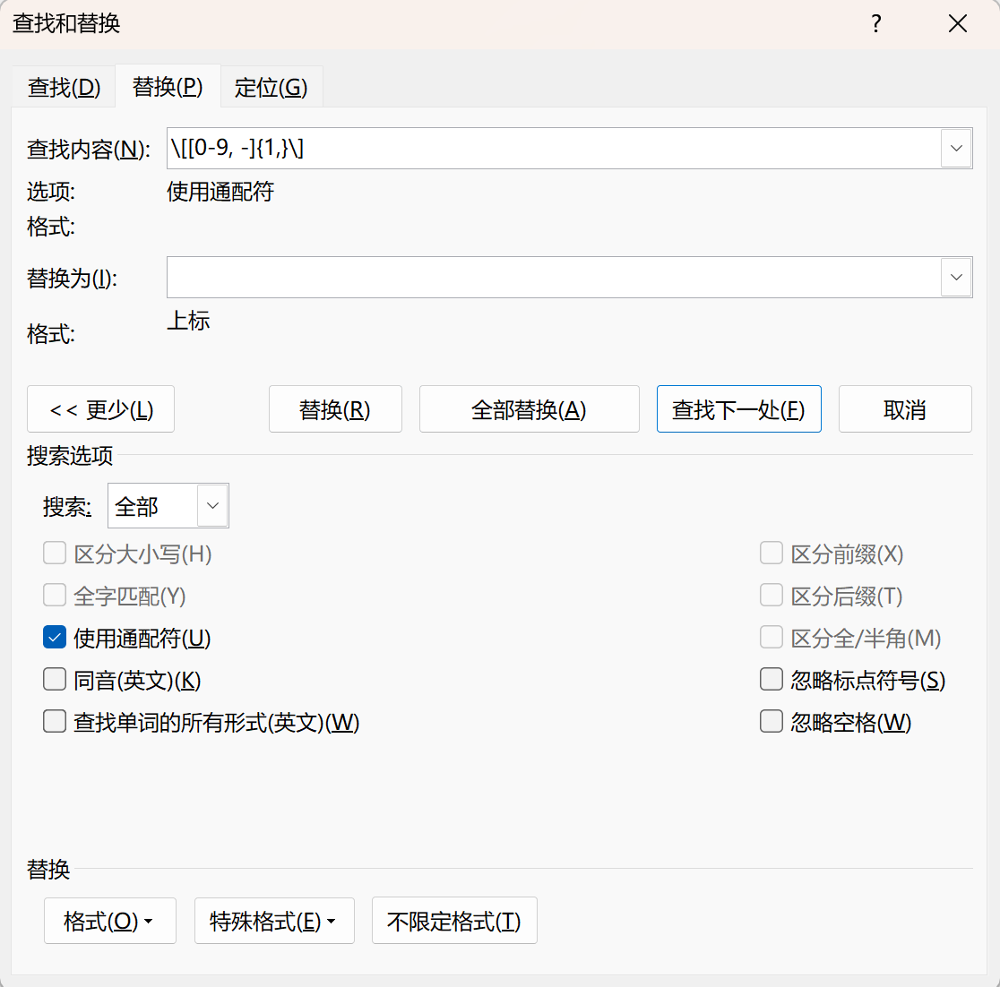 查找和替换 ?
查找(D) 替换(P) 定位(G)
查找内容(N): \[[0-9, -]{1,}\]
选项: 使用通配符
格式:
替换为(I):
上标
格式:
<< 更少(L) 替换(R) 全部替换(A) 查找下一处(F) 取消
搜索选项
搜索: 全部
区分大小写(H) 区分前缀(X)
全字匹配(Y) 区分后缀(T)
使用通配符(U) 区分全/半角(M)
同音(英文)(K) 忽略标点符号(S)
查找单词的所有形式(英文)(W) 忽略空格(W)
替换
格式(O) 特殊格式(E) 不限定格式(T)